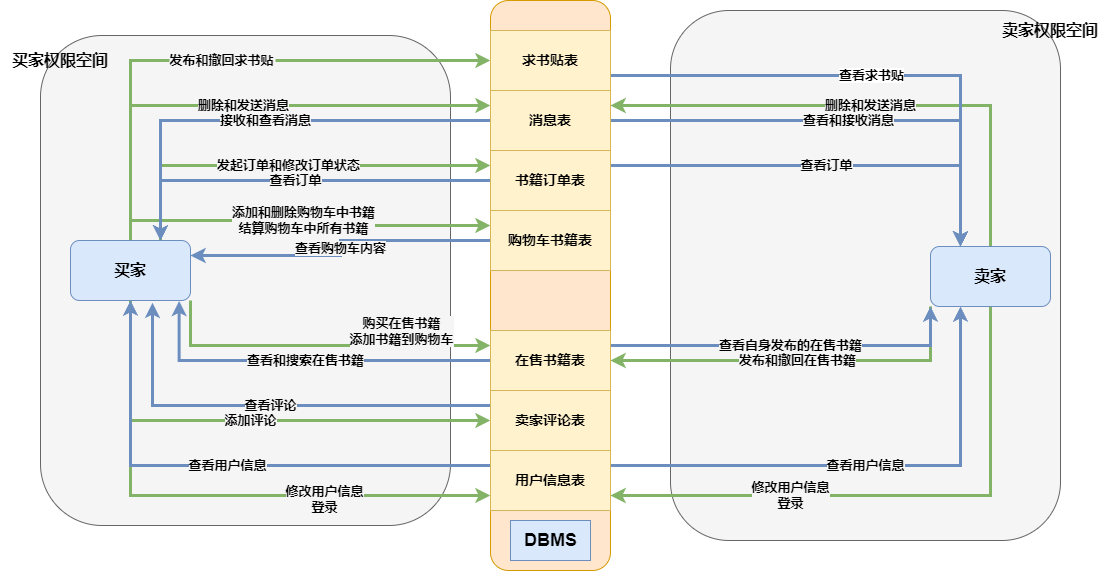 买家权限空间
卖家权限空间
发布和撤回求书贴
求书贴表
查看求书贴
删除和发送消息
接收和查看消息
消息表
删除和发送消息
查看和接收消息
发起订单和修改订单状态
查看订单
书籍订单表
查看订单
添加和删除购物车中书籍
结算购物车中所有书籍
查看购物车内容
购物车书籍表
买家
卖家
购买在售书籍
添加书籍到购物车
查看和搜索在售书籍
在售书籍表
查看自身发布的在售书籍
发布和撤回在售书籍
查看评论
添加评论
卖家评论表
查看用户信息
用户信息表
查看用户信息
修改用户信息
登录
修改用户信息
登录
DBMS